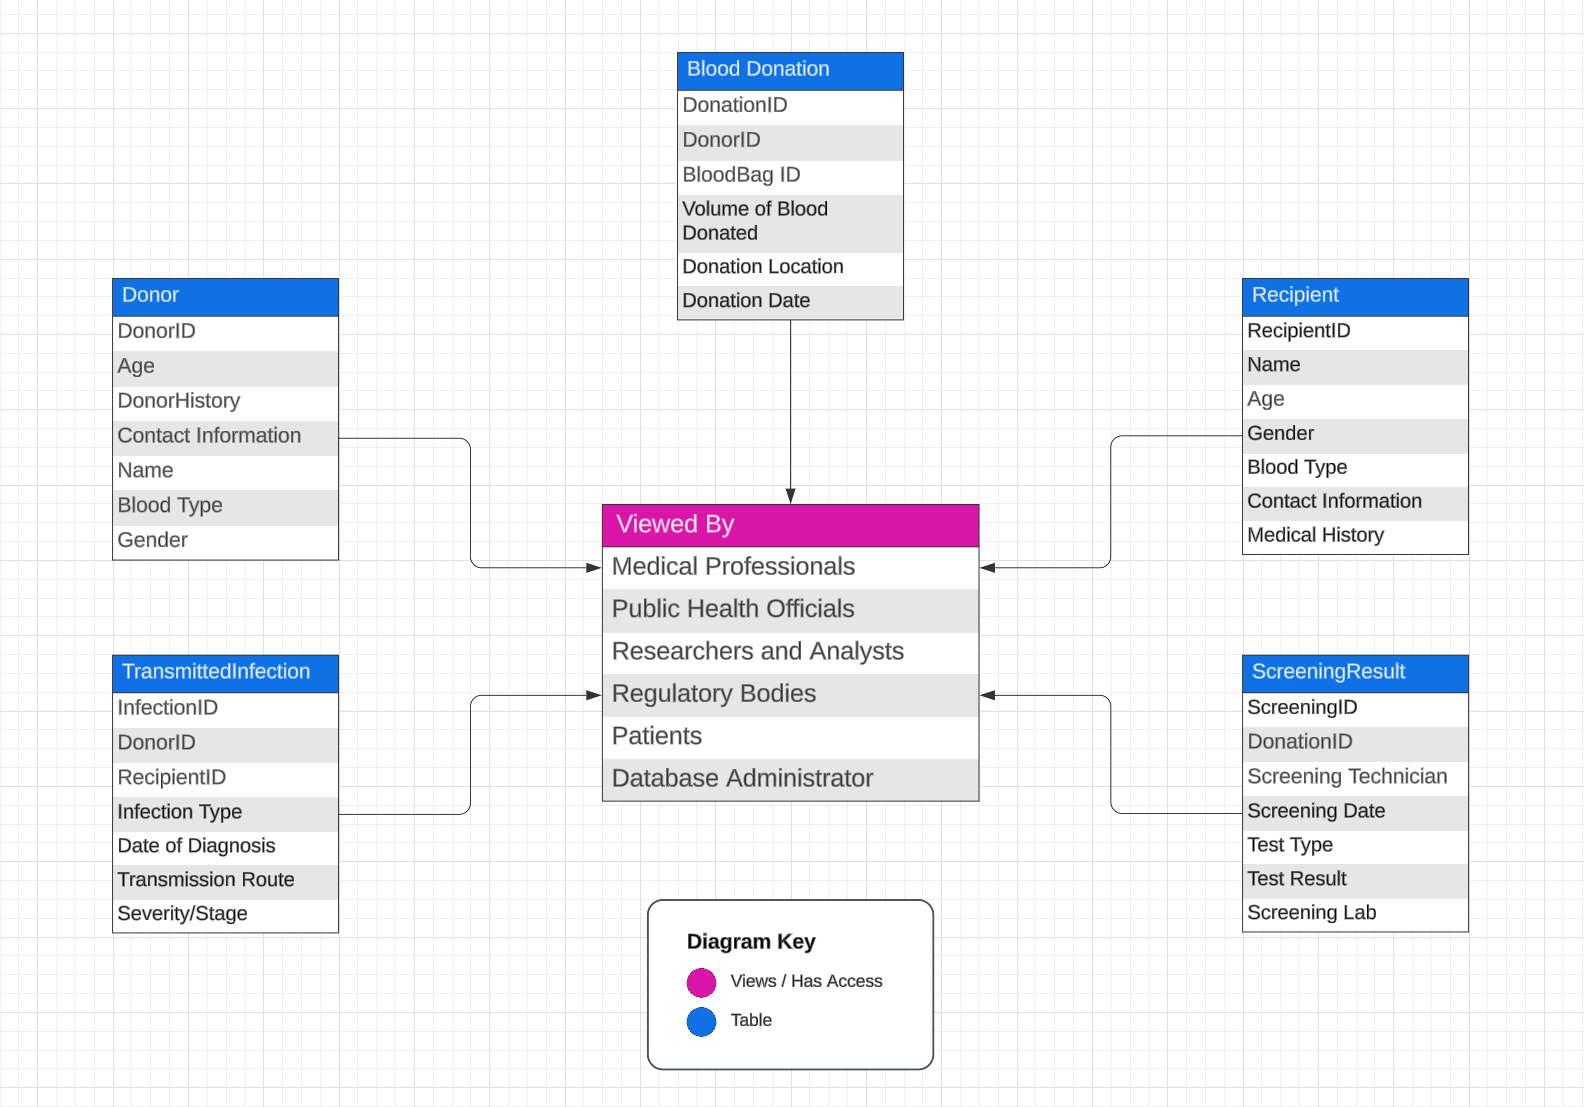 Blood Donation
DonationID
DonorID
BloodBag ID
Volume of Blood
Donated
Donation Location
Donation Date
Donor
DonorID
Age
DonorHistory
Contact Information
Name
Blood Type
Gender
Recipient
RecipientID
Name
Age
Gender
Blood Type
Contact Information
Medical History
Viewed By
Medical Professionals
Public Health Officials
Researchers and Analysts
Regulatory Bodies
Patients
Database Administrator
TransmittedInfection
InfectionID
DonorID
RecipientID
Infection Type
Date of Diagnosis
Transmission Route
Severity/Stage
ScreeningResult
ScreeningID
DonationID
Screening Technician
Screening Date
Test Type
Test Result
Screening Lab
Diagram Key
Views / Has Access
Table